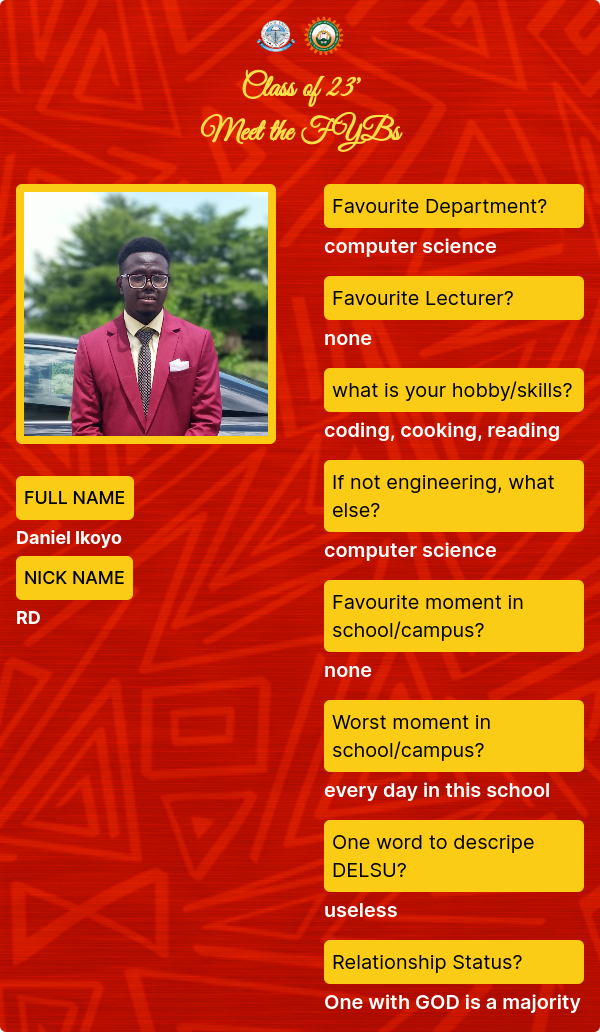 Class of 23'
Meet the FYBs
FULL NAME
Daniel Ikoyo
NICK NAME
RD
Favourite Department?
computer science
Favourite Lecturer?
none
what is your hobby/skills?
coding, cooking, reading
If not engineering, what
else?
computer science
Favourite moment in
school/campus?
none
Worst moment in
school/campus?
every day in this school
One word to descripe
DELSU?
useless
Relationship Status?
One with GOD is a majority